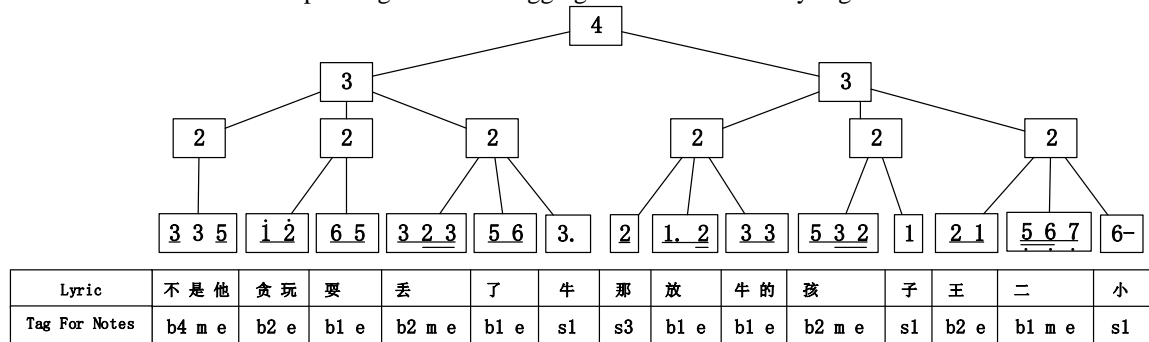 4
3 3
2 2 2 2 2 2
3 3 5 i 2̇ 6 5 3 2 3 5 6 3. 2 1. 2 3 3 5 3 2 1 2 1 5̣ 6̣ 7̣ 6-
Lyric 不 是 他 贪 玩 耍 丢 了 牛 那 放 牛 的 孩 子 王 二 小
Tag For Notes b4 m e b2 e b1 e b2 m e b1 e s1 s3 b1 e b1 e b2 m e s1 b2 e b1 m e s1